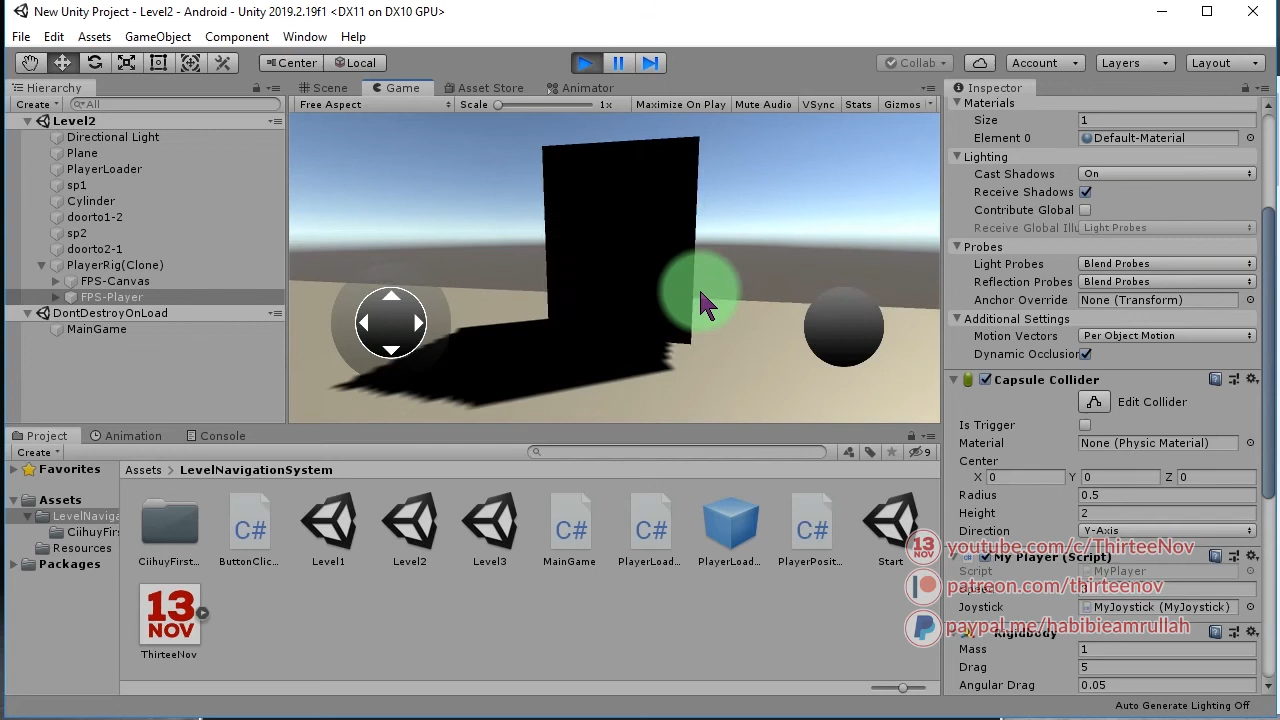 New Unity Project - Level2 - Android - Unity 2019.2.19f1 <DX11 on DX10 GPU>
File Edit Assets GameObject Component Window Help
Center Local Collab Account Layers Layout
Hierarchy Scene Game Asset Store Animator Inspector
Create All Free Aspect Scale 1x Maximize On Play Mute Audio VSync Stats Gizmos
Level2
Directional Light
Plane
PlayerLoader
sp1
Cylinder
doorto1-2
sp2
doorto2-1
PlayerRig(Clone)
FPS-Canvas
FPS-Player
DontDestroyOnLoad
MainGame
Materials
Size 1
Element 0 Default-Material
Lighting
Cast Shadows On
Receive Shadows
Contribute Global
Receive Global Illu Light Probes
Probes
Light Probes Blend Probes
Reflection Probes Blend Probes
Anchor Override None (Transform)
Additional Settings
Motion Vectors Per Object Motion
Dynamic Occlusion
Capsule Collider
Edit Collider
Is Trigger
Material None (Physic Material)
Center
X 0 Y 0 Z 0
Radius 0.5
Height 2
Direction Y-Axis
My Player (Script)
Script MyPlayer
Joystick MyJoystick (MyJoystick)
Rigidbody
Mass 1
Drag 5
Angular Drag 0.05
Auto Generate Lighting Off
Project Animation Console
Create 9
Favorites
Assets
LevelNaviga
CiihuyFirs
Resources
Packages
Assets > LevelNavigationSystem
C# C# C# C#
CiihuyFirst... ButtonClic... Level1 Level2 Level3 MainGame PlayerLoad... PlayerLoad... PlayerPosit... Start
13
NOV
ThirteeNov
13
NOV
youtube.com/c/ThirteeNov
patreon.com/thirteenov
paypal.me/habibieamrullah